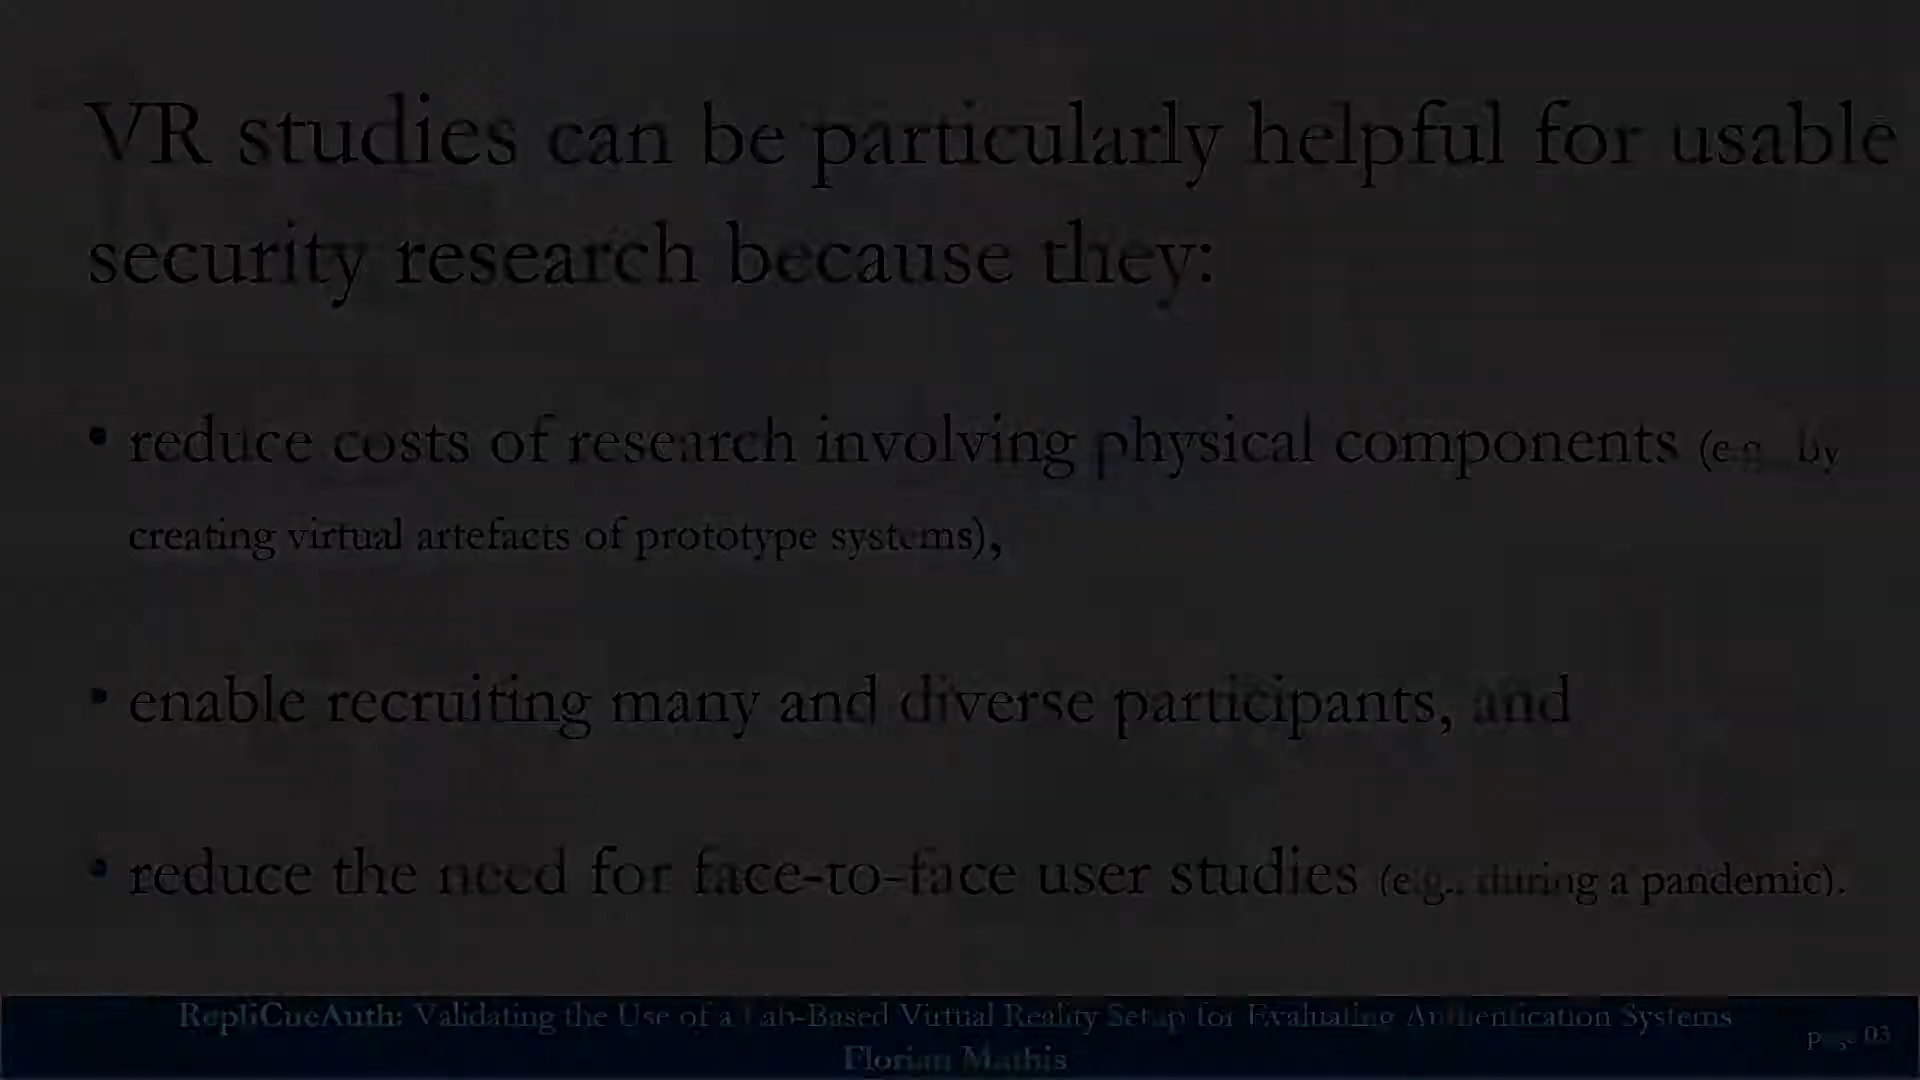 VR studies can be particularly helpful for usable
security research because they:
• reduce costs of research involving physical components (e.g., by
creating virtual artefacts of prototype systems),
• enable recruiting many and diverse participants, and
• reduce the need for face-to-face user studies (e.g., during a pandemic).
RepliCueAuth: Validating the Use of a Lab-Based Virtual Reality Setup for Evaluating Authentication Systems
Florian Mathis
page 03